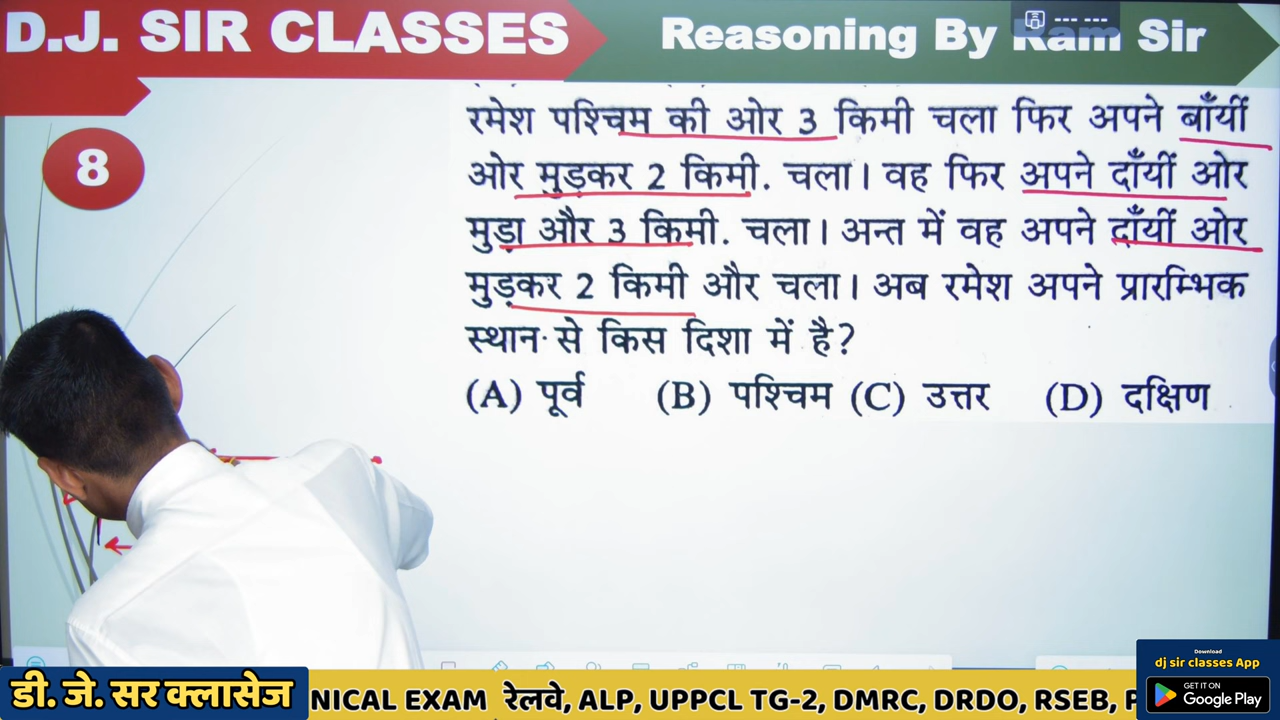 D.J. SIR CLASSES
Reasoning By Ram Sir
8
रमेश पश्चिम की ओर 3 किमी चला फिर अपने बाँयीं
ओर मुड़कर 2 किमी. चला। वह फिर अपने दाँयीं ओर
मुड़ा और 3 किमी. चला। अन्त में वह अपने दाँयीं ओर
मुड़कर 2 किमी और चला। अब रमेश अपने प्रारम्भिक
स्थान से किस दिशा में है?
(A) पूर्व (B) पश्चिम (C) उत्तर (D) दक्षिण
डी. जे. सर क्लासेज
NICAL EXAM रेलवे, ALP, UPPCL TG-2, DMRC, DRDO, RSEB, P
Download
dj sir classes App
GET IT ON
Google Play